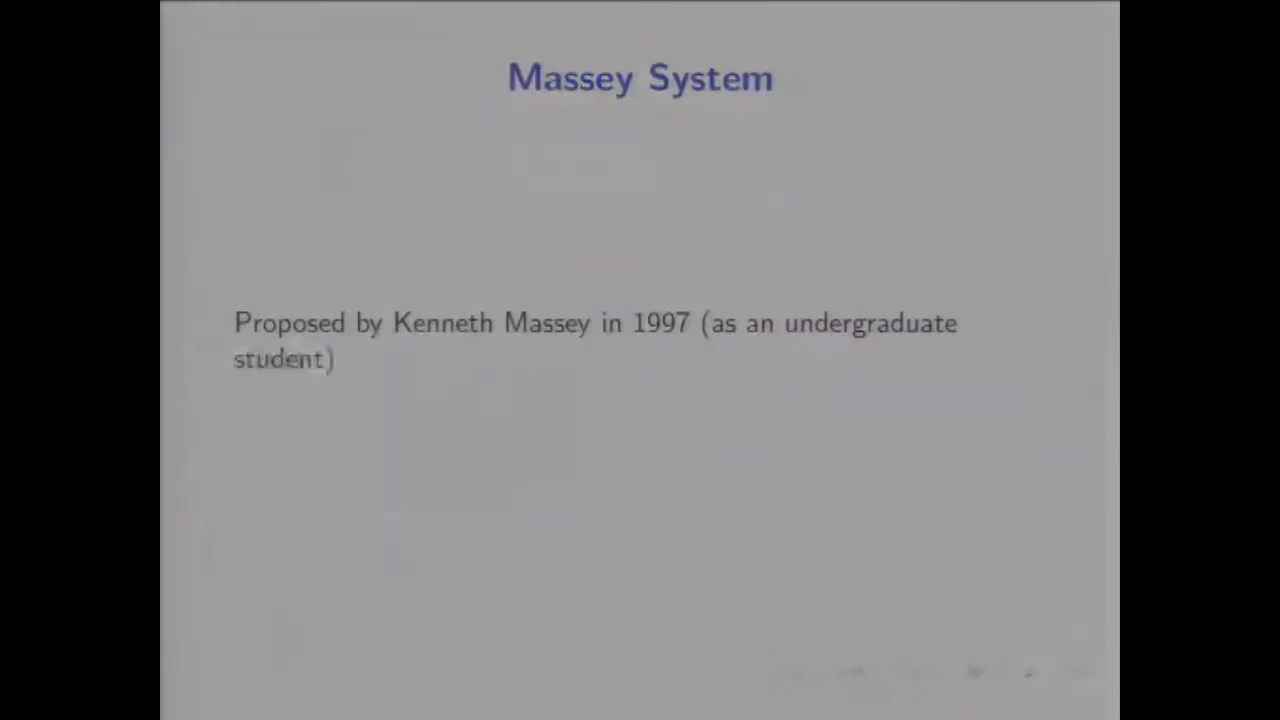 Massey System
Proposed by Kenneth Massey in 1997 (as an undergraduate
student)